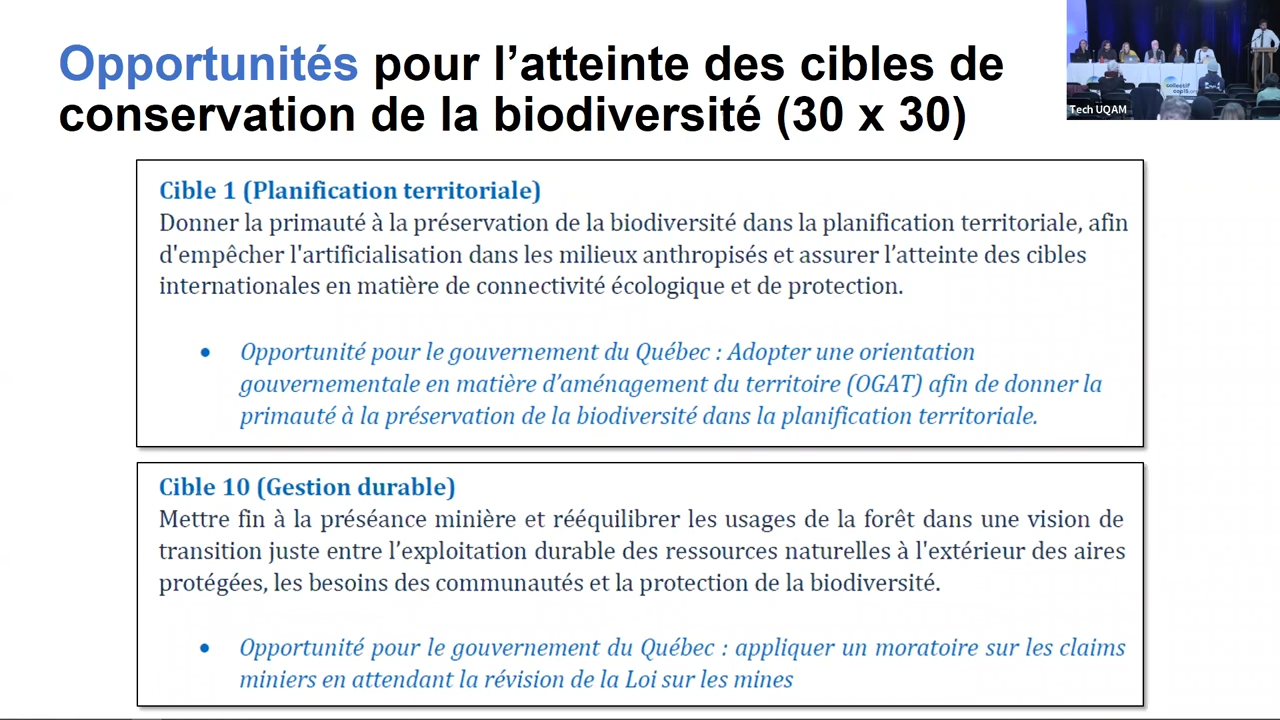 Opportunités pour l’atteinte des cibles de
conservation de la biodiversité (30 x 30)
Tech UQAM
collectif
cop15.org
Cible 1 (Planification territoriale)
Donner la primauté à la préservation de la biodiversité dans la planification territoriale, afin
d'empêcher l'artificialisation dans les milieux anthropisés et assurer l’atteinte des cibles
internationales en matière de connectivité écologique et de protection.
• Opportunité pour le gouvernement du Québec : Adopter une orientation
gouvernementale en matière d’aménagement du territoire (OGAT) afin de donner la
primauté à la préservation de la biodiversité dans la planification territoriale.
Cible 10 (Gestion durable)
Mettre fin à la préséance minière et rééquilibrer les usages de la forêt dans une vision de
transition juste entre l’exploitation durable des ressources naturelles à l'extérieur des aires
protégées, les besoins des communautés et la protection de la biodiversité.
• Opportunité pour le gouvernement du Québec : appliquer un moratoire sur les claims
miniers en attendant la révision de la Loi sur les mines